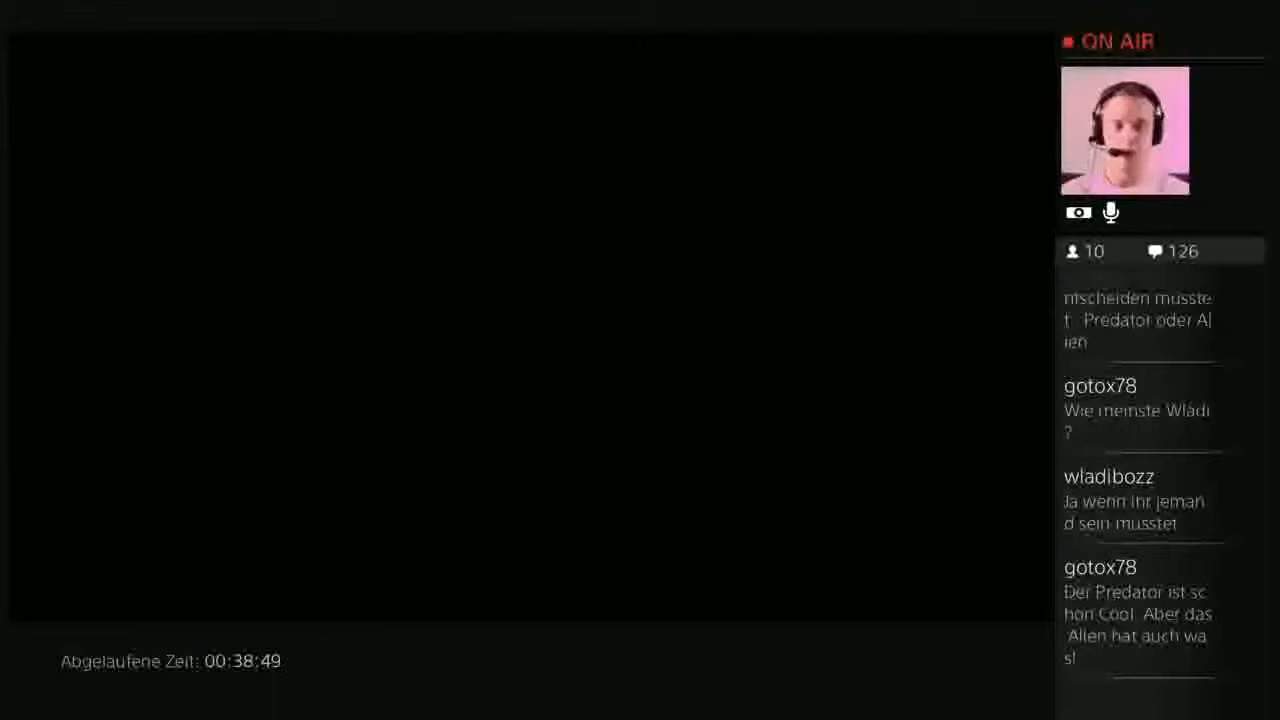 ON AIR
10 126
ntscheiden müsste
t Predator oder Al
ien
gotox78
Wie meinste Wladi
?
wladibozz
Ja wenn ihr jeman
d sein müsstet
gotox78
Der Predator ist sc
hon Cool. Aber das
Alien hat auch wa
s!
Abgelaufene Zeit: 00:38:49